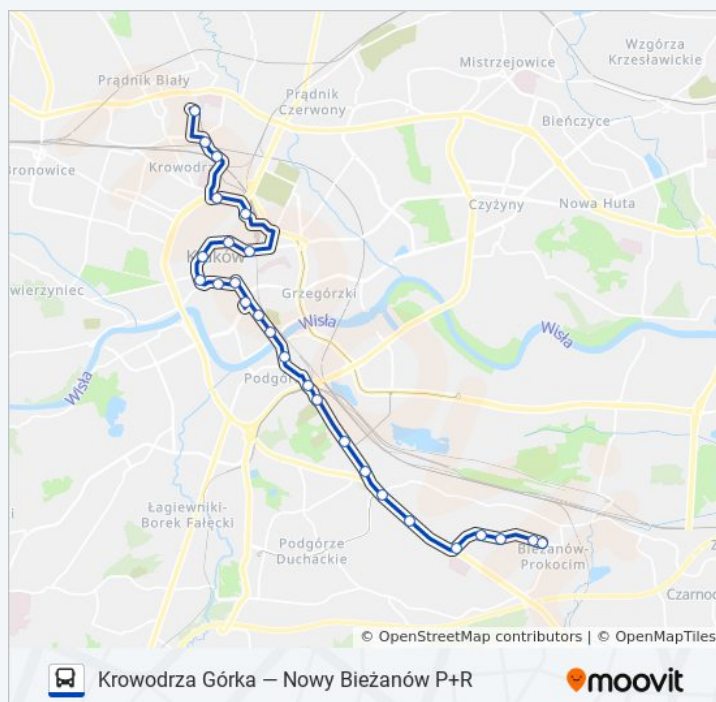 Wzgórza
Krzesławickie
Mistrzejowice
Prądnik Biały
Prądnik
Czerwony
Bieńczyce
Krowodrza
Bronowice
Czyżyny
Nowa Huta
Kraków
wierzyniec
Grzegórzki
Wisła
Wisła
Podgórze
Wisła
Łagiewniki-
Borek Fałęcki
Podgórze
Duchackie
Bieżanów-
Prokocim
Czarnoc
© OpenStreetMap contributors | © OpenMapTiles
Krowodrza Górka — Nowy Bieżanów P+R
moovit